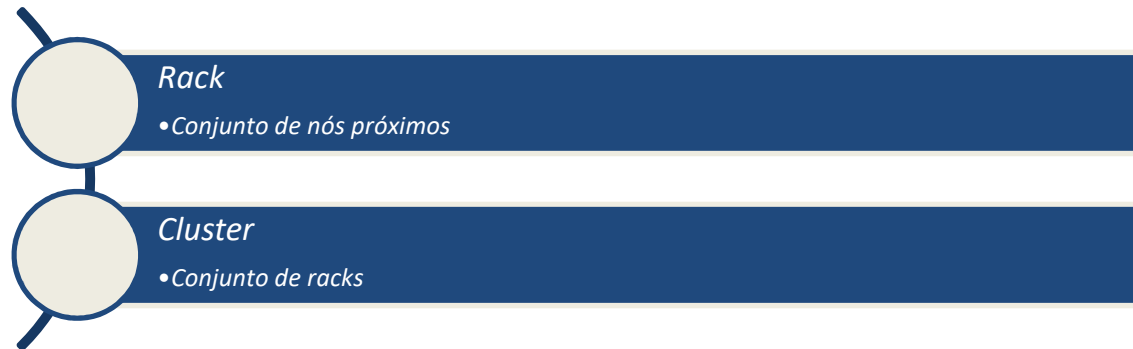 Rack
•Conjunto de nós próximos
Cluster
•Conjunto de racks